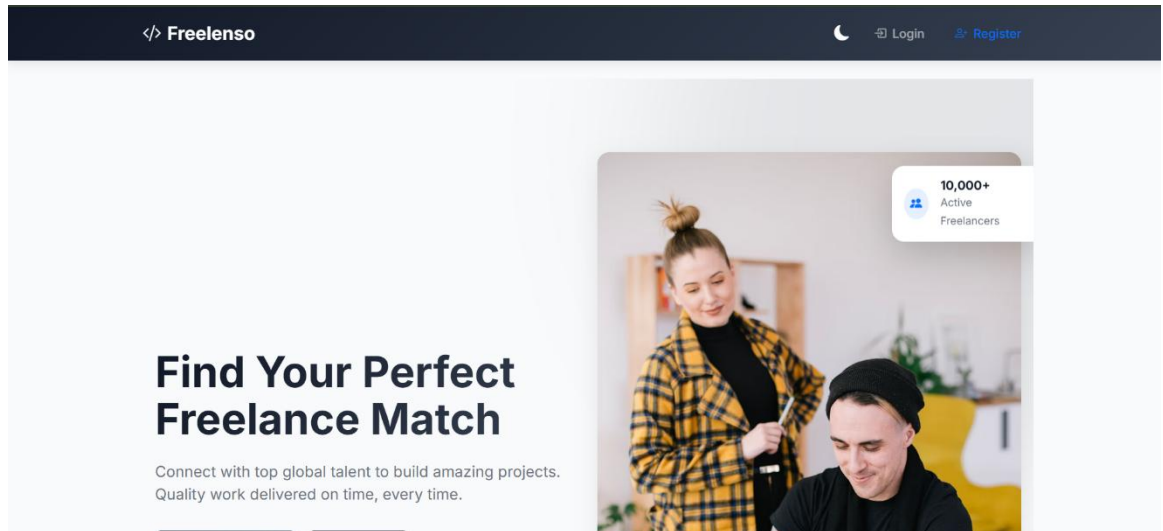 </> Freelenso
Login
Register
10,000+
Active
Freelancers
Find Your Perfect
Freelance Match
Connect with top global talent to build amazing projects.
Quality work delivered on time, every time.